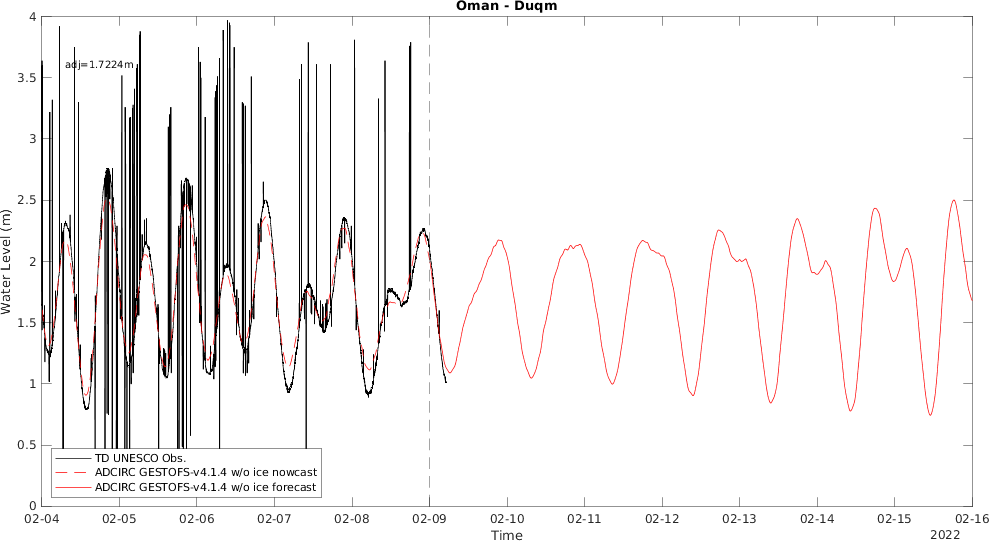 Oman - Duqm
4
3.5
3
2.5
2
1.5
1
0.5
0
Water Level (m)
adj=1.7224m
TD UNESCO Obs.
ADCIRC GESTOFS-v4.1.4 w/o ice nowcast
ADCIRC GESTOFS-v4.1.4 w/o ice forecast
02-04 02-05 02-06 02-07 02-08 02-09 02-10 02-11 02-12 02-13 02-14 02-15 02-16
Time
2022